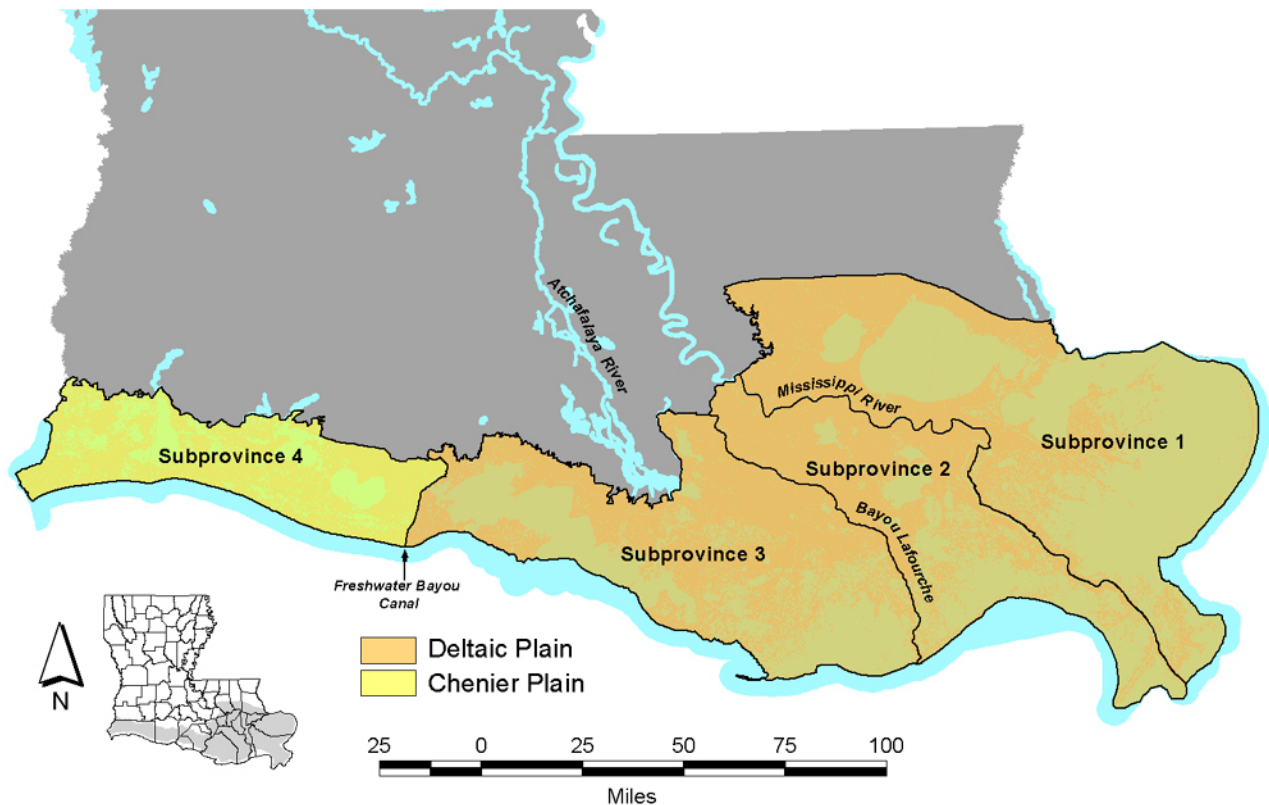 Atchafalaya River
Mississippi River
Subprovince 1
Subprovince 4
Subprovince 2
Bayou Lafourche
Subprovince 3
Freshwater Bayou
Canal
Deltaic Plain
Chenier Plain
N
25 0 25 50 75 100
Miles